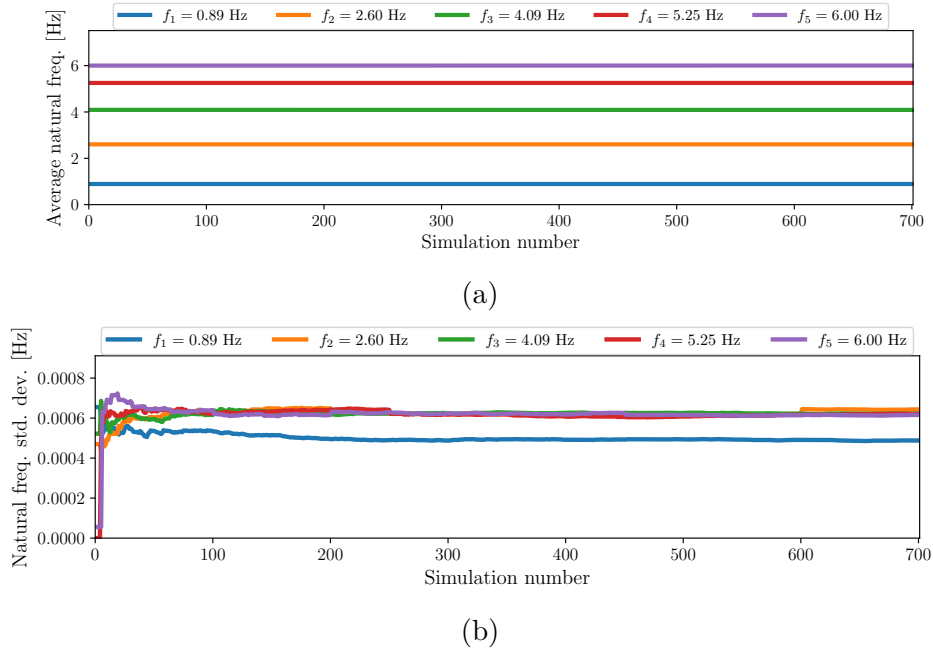 f₁ = 0.89 Hz f₂ = 2.60 Hz f₃ = 4.09 Hz f₄ = 5.25 Hz f₅ = 6.00 Hz
Average natural freq. [Hz]
6
4
2
0
0 100 200 300 400 500 600 700
Simulation number
(a)
f₁ = 0.89 Hz f₂ = 2.60 Hz f₃ = 4.09 Hz f₄ = 5.25 Hz f₅ = 6.00 Hz
Natural freq. std. dev. [Hz]
0.0008
0.0006
0.0004
0.0002
0.0000
0 100 200 300 400 500 600 700
Simulation number
(b)